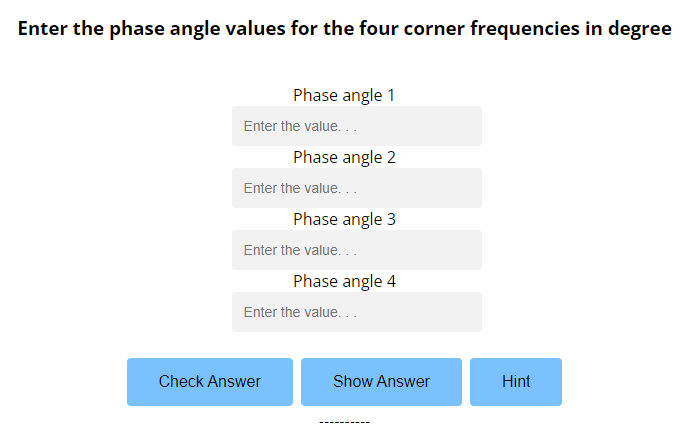 Enter the phase angle values for the four corner frequencies in degree
Phase angle 1
Enter the value. . .
Phase angle 2
Enter the value. . .
Phase angle 3
Enter the value. . .
Phase angle 4
Enter the value. . .
Check Answer Show Answer Hint
----------